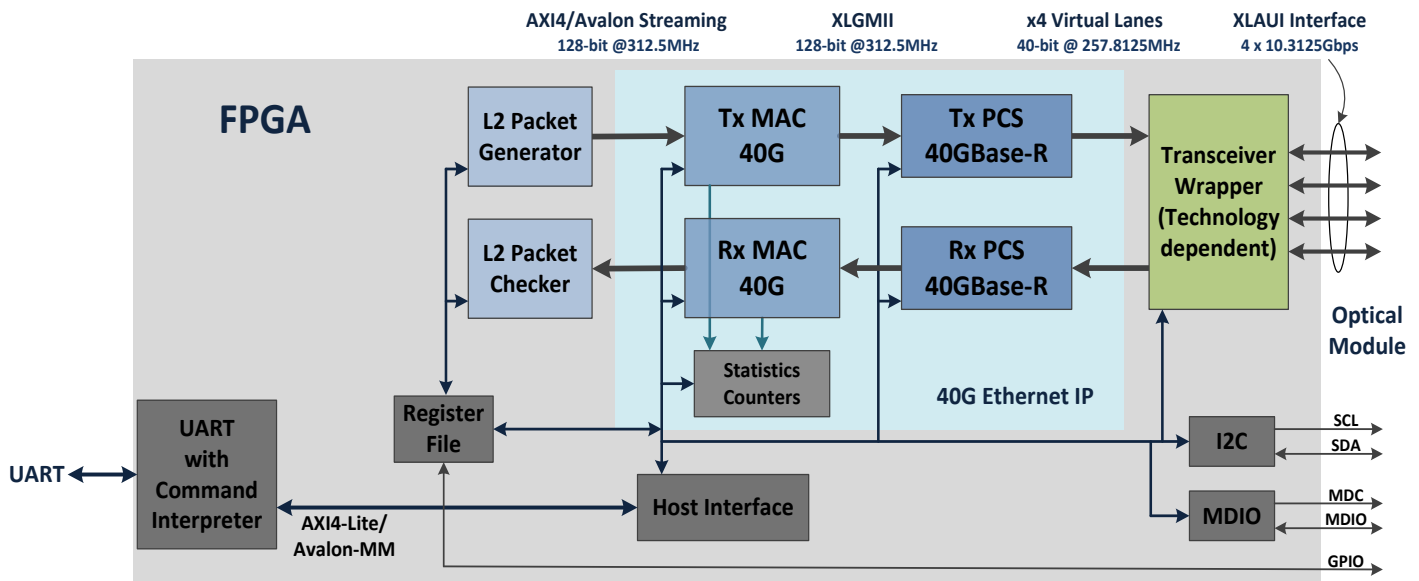 AXI4/Avalon Streaming
128-bit @312.5MHz
XLGMII
128-bit @312.5MHz
x4 Virtual Lanes
40-bit @ 257.8125MHz
XLAUI Interface
4 x 10.3125Gbps
FPGA
L2 Packet
Generator
Tx MAC
40G
Tx PCS
40GBase-R
Transceiver
Wrapper
(Technology
dependent)
L2 Packet
Checker
Rx MAC
40G
Rx PCS
40GBase-R
Optical
Module
Statistics
Counters
40G Ethernet IP
Register
File
UART
UART
with
Command
Interpreter
AXI4-Lite/
Avalon-MM
Host Interface
I2C
SCL
SDA
MDIO
MDC
MDIO
GPIO